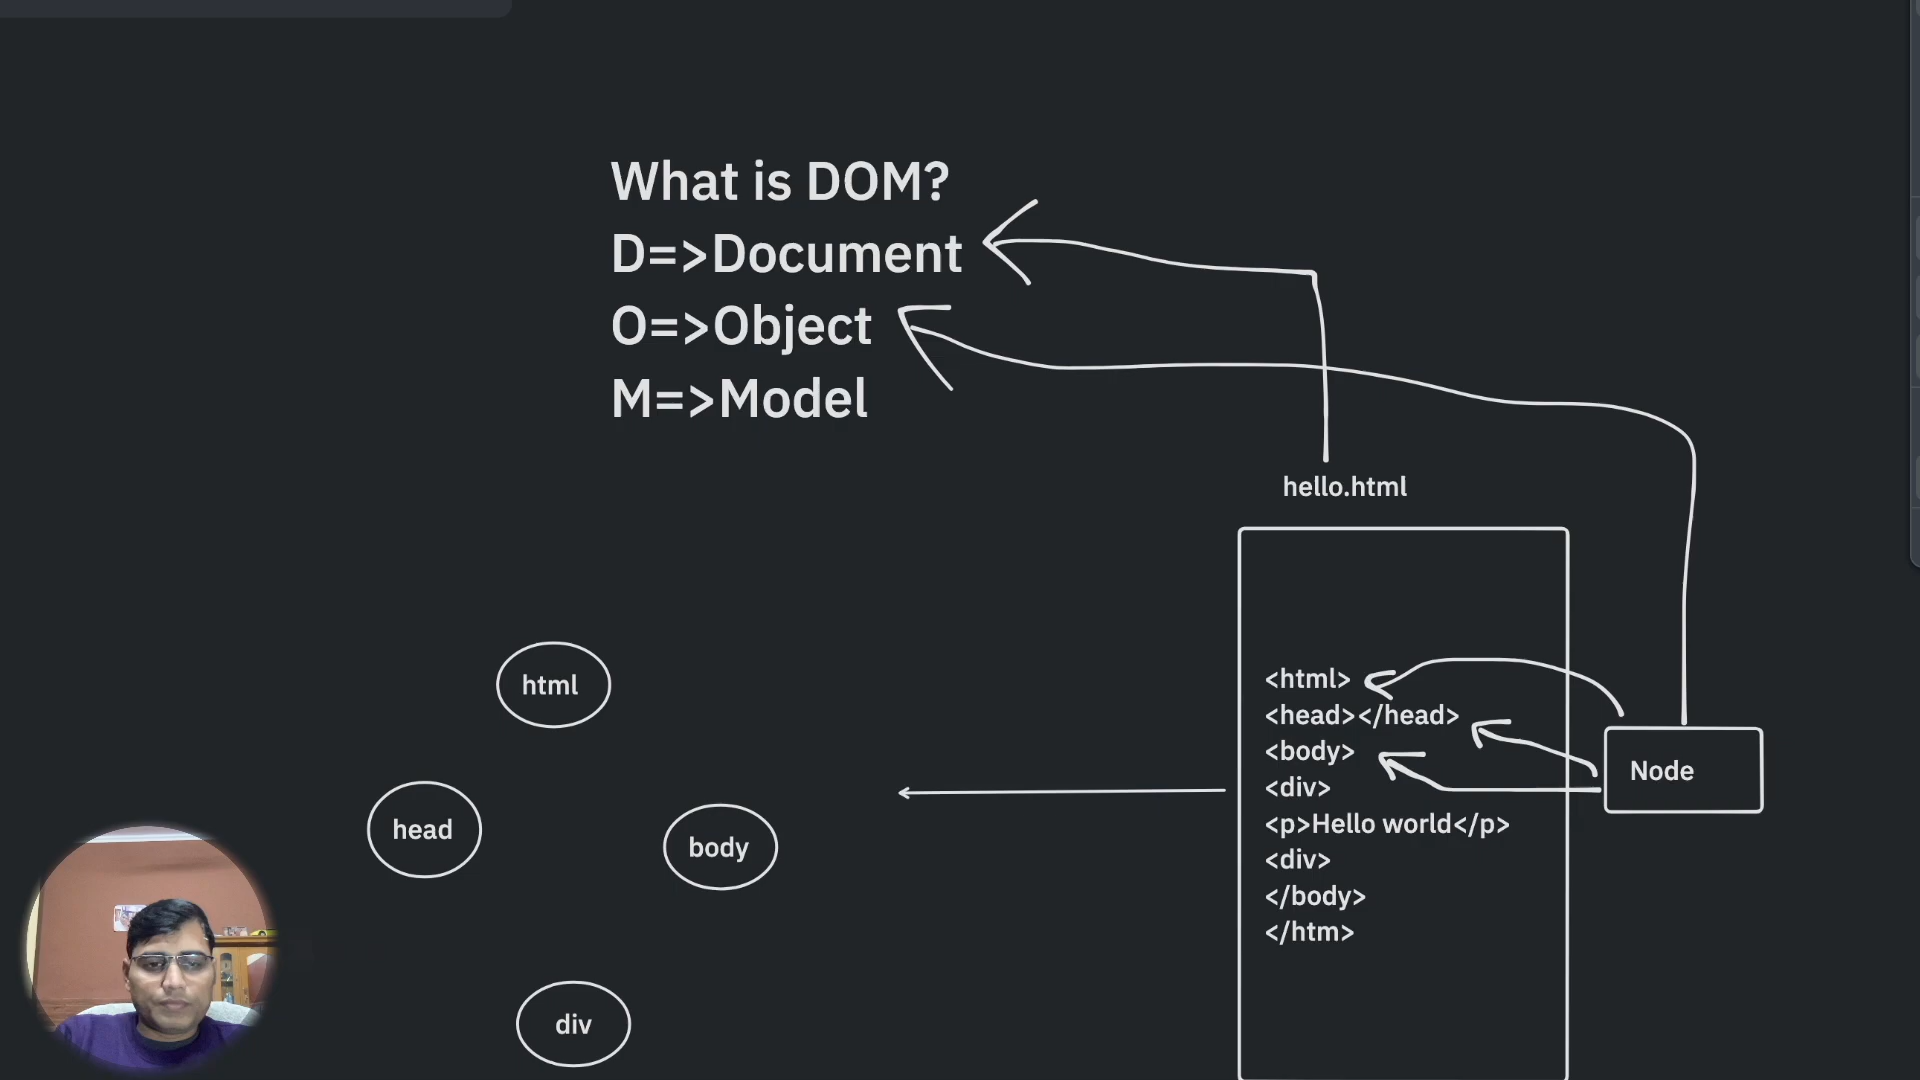 What is DOM?
D=>Document
O=>Object
M=>Model
hello.html
<html>
<head></head>
<body>
<div>
<p>Hello world</p>
<div>
</body>
</htm>
Node
html
head
body
div